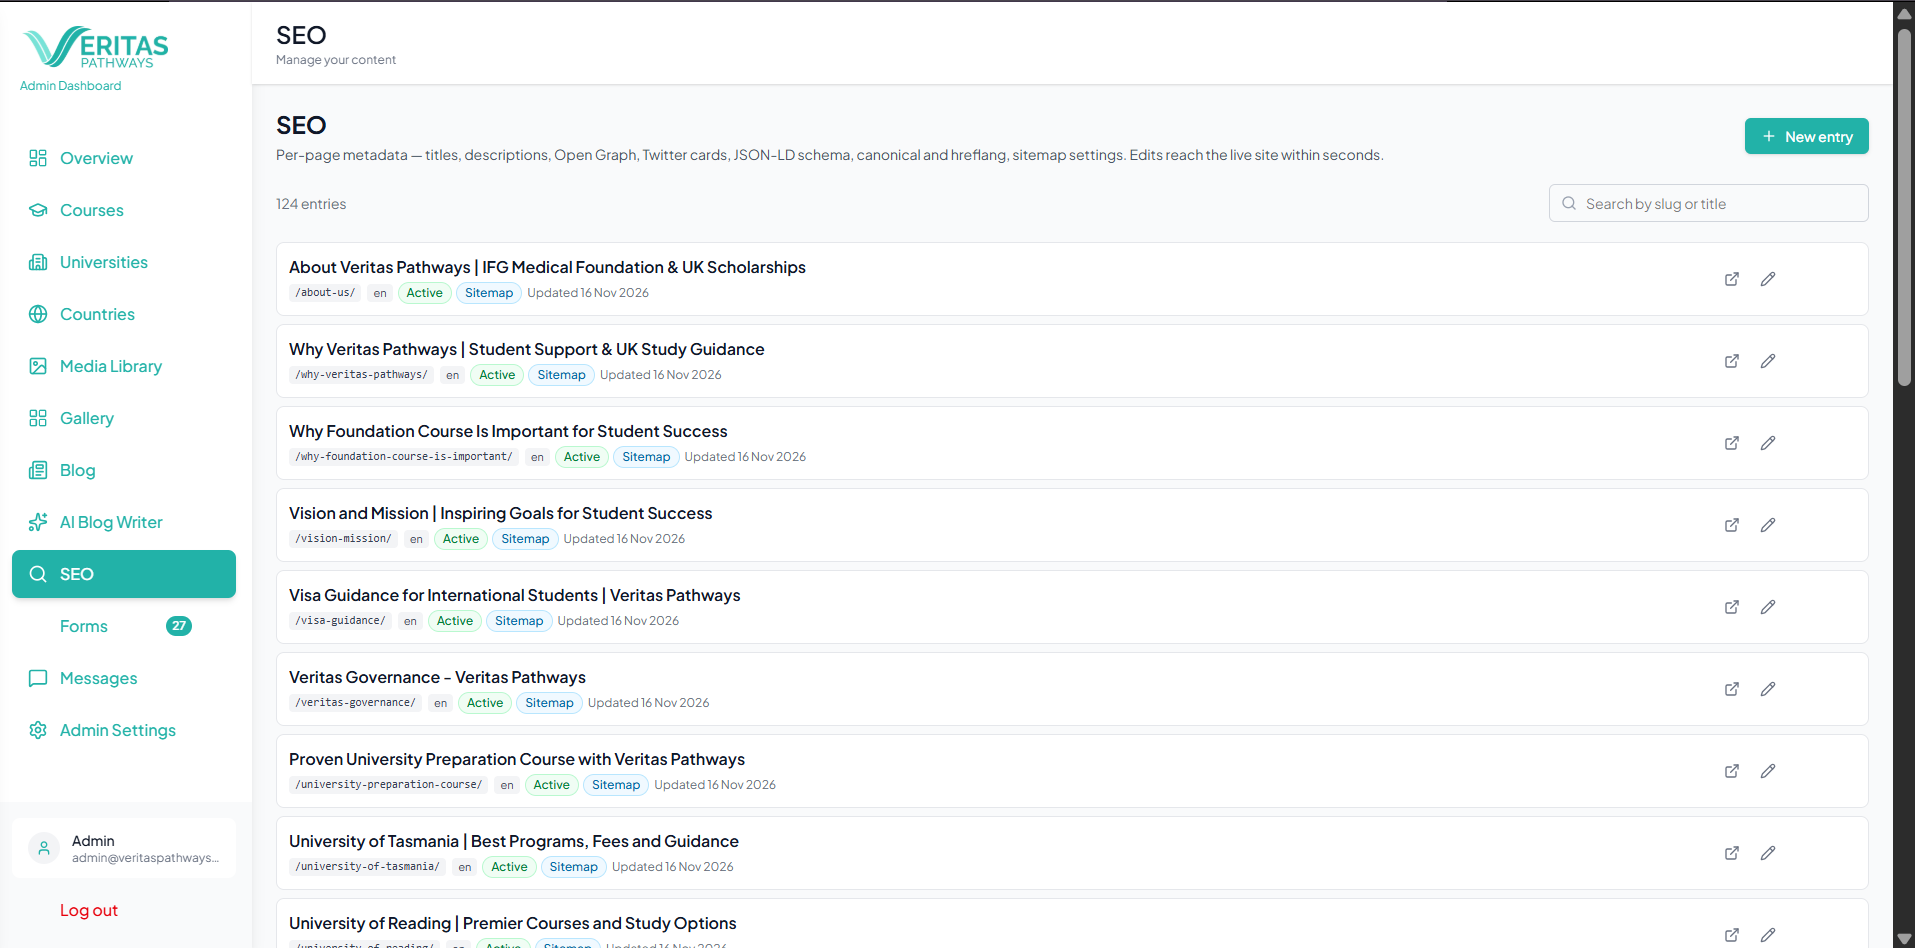 VERITAS
PATHWAYS
Admin Dashboard
Overview
Courses
Universities
Countries
Media Library
Gallery
Blog
AI Blog Writer
SEO
Forms 27
Messages
Admin Settings
Admin
admin@veritaspathways...
Log out
SEO
Manage your content
SEO
Per-page metadata — titles, descriptions, Open Graph, Twitter cards, JSON-LD schema, canonical and hreflang, sitemap settings. Edits reach the live site within seconds.
+ New entry
124 entries
Search by slug or title
About Veritas Pathways | IFG Medical Foundation & UK Scholarships
/about-us/ en Active Sitemap Updated 16 Nov 2026
Why Veritas Pathways | Student Support & UK Study Guidance
/why-veritas-pathways/ en Active Sitemap Updated 16 Nov 2026
Why Foundation Course Is Important for Student Success
/why-foundation-course-is-important/ en Active Sitemap Updated 16 Nov 2026
Vision and Mission | Inspiring Goals for Student Success
/vision-mission/ en Active Sitemap Updated 16 Nov 2026
Visa Guidance for International Students | Veritas Pathways
/visa-guidance/ en Active Sitemap Updated 16 Nov 2026
Veritas Governance - Veritas Pathways
/veritas-governance/ en Active Sitemap Updated 16 Nov 2026
Proven University Preparation Course with Veritas Pathways
/university-preparation-course/ en Active Sitemap Updated 16 Nov 2026
University of Tasmania | Best Programs, Fees and Guidance
/university-of-tasmania/ en Active Sitemap Updated 16 Nov 2026
University of Reading | Premier Courses and Study Options
/university-of-reading/ en Active Sitemap Updated 16 Nov 2026